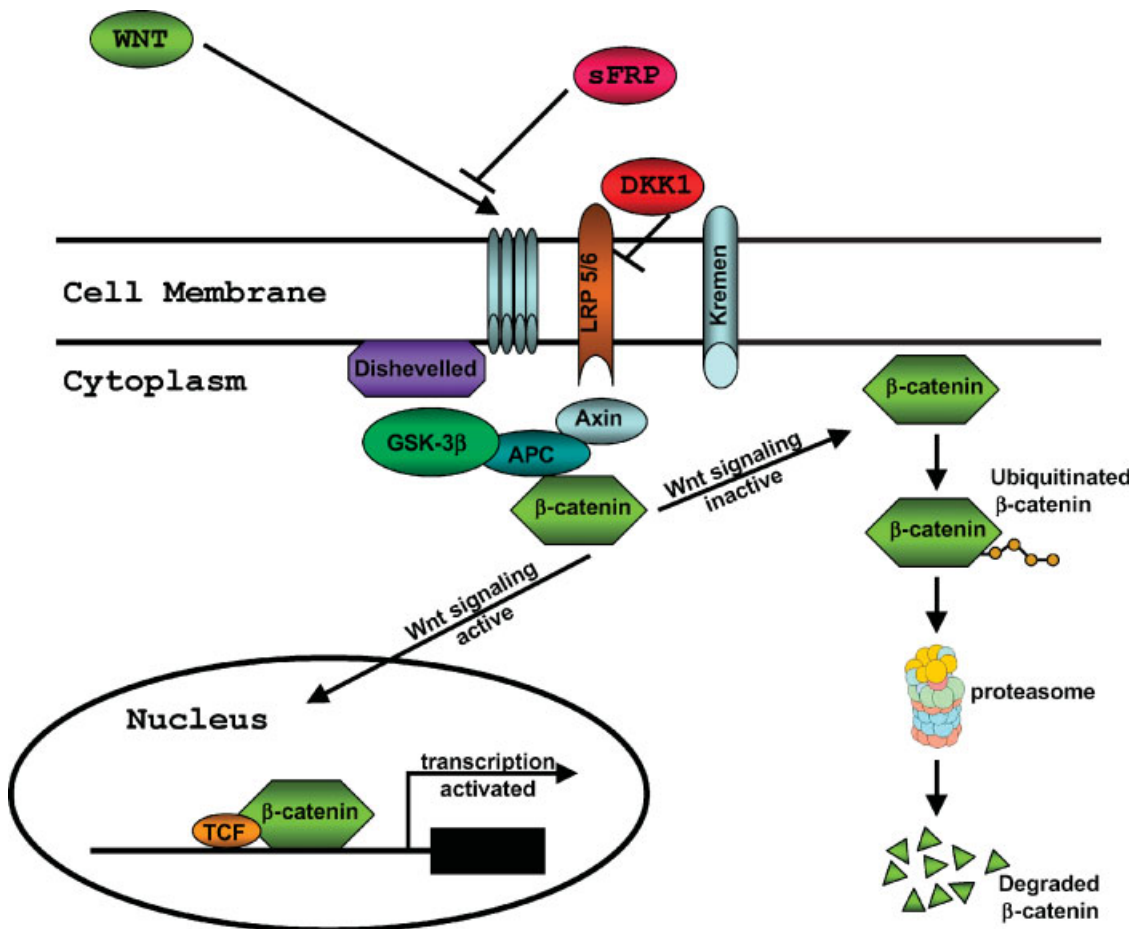 WNT
sFRP
DKK1
Cell Membrane
LRP 5/6
Kremen
Cytoplasm
Dishevelled
β-catenin
Axin
GSK-3β
APC
Wnt signaling
inactive
β-catenin
Ubiquitinated
β-catenin
β-catenin
Wnt signaling
active
proteasome
Nucleus
transcription
activated
β-catenin
TCF
Degraded
β-catenin